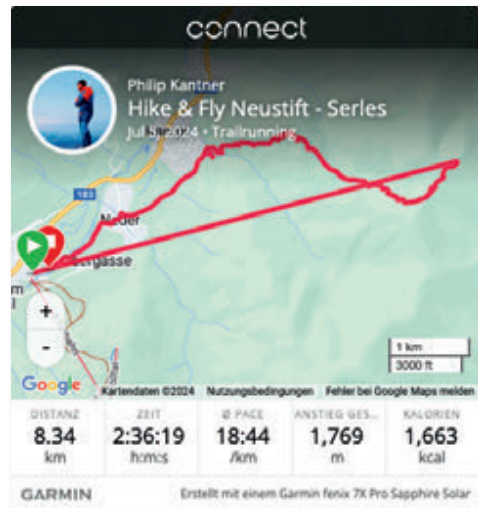 connect
Philip Kantner
Hike & Fly Neustift - Serles
Jul 5, 2024 • Trailrunning
183
Neder
+
-
1 km
3000 ft
Google
Kartendaten ©2024 Nutzungsbedingungen Fehler bei Google Maps melden
DISTANZ ZEIT Ø PACE ANSTIEG GES... KALORIEN
8.34 2:36:19 18:44 1,769 1,663
km h:m:s /km m kcal
GARMIN Erstellt mit einem Garmin fenix 7X Pro Sapphire Solar